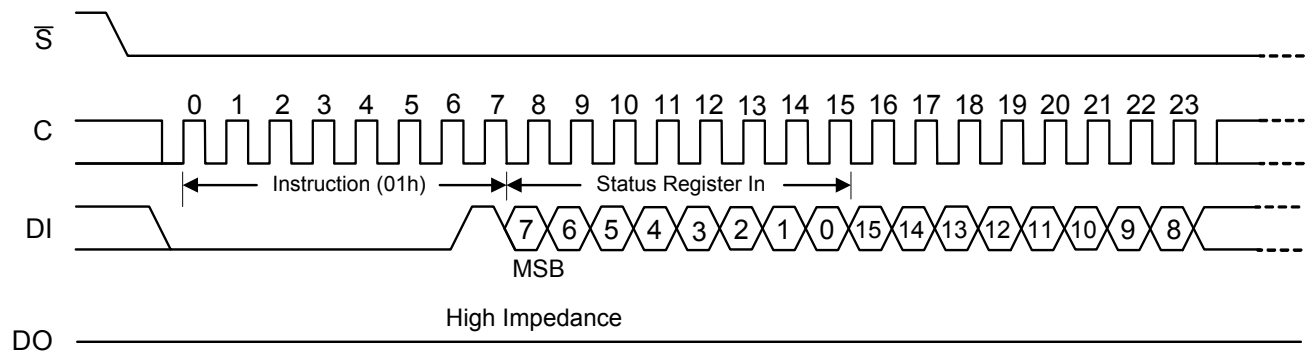 S̅
0 1 2 3 4 5 6 7 8 9 10 11 12 13 14 15 16 17 18 19 20 21 22 23
C
Instruction (01h) Status Register In
DI 7 6 5 4 3 2 1 0 15 14 13 12 11 10 9 8
MSB
High Impedance
DO